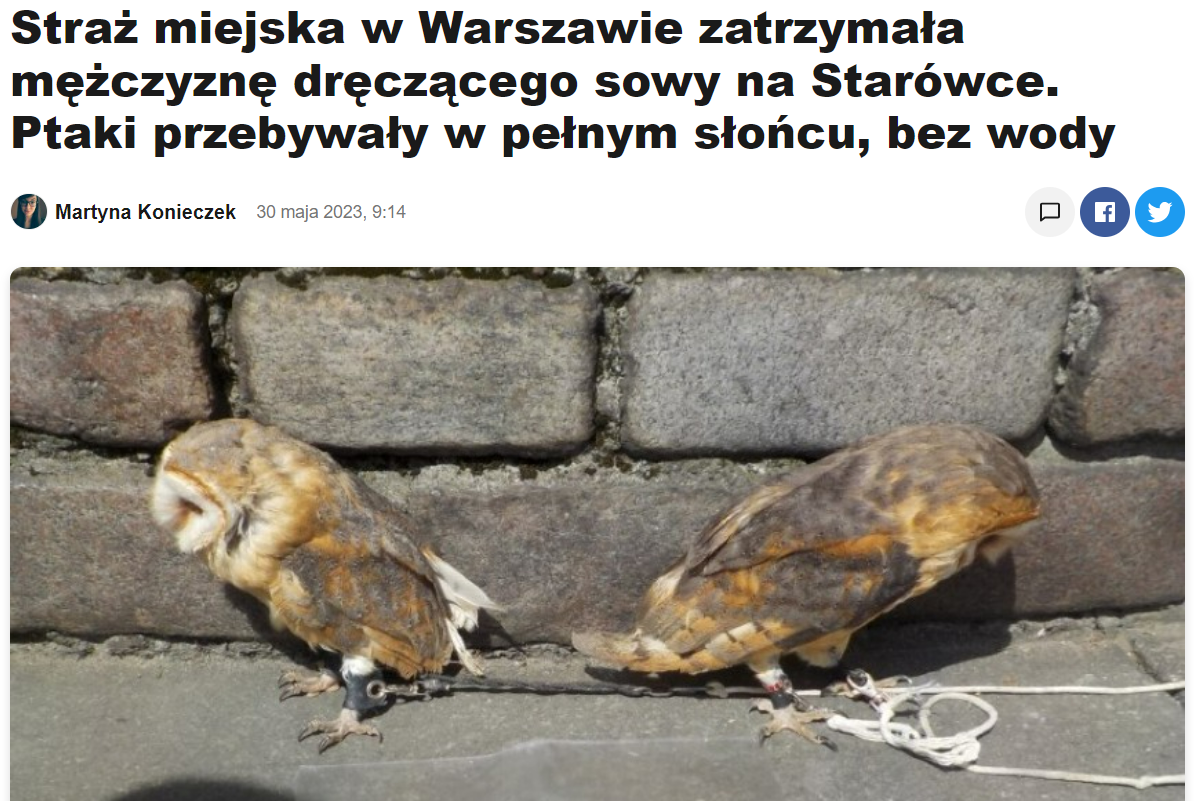 Straż miejska w Warszawie zatrzymała
mężczyznę dręczącego sowy na Starówce.
Ptaki przebywały w pełnym słońcu, bez wody
Martyna Konieczek 30 maja 2023, 9:14